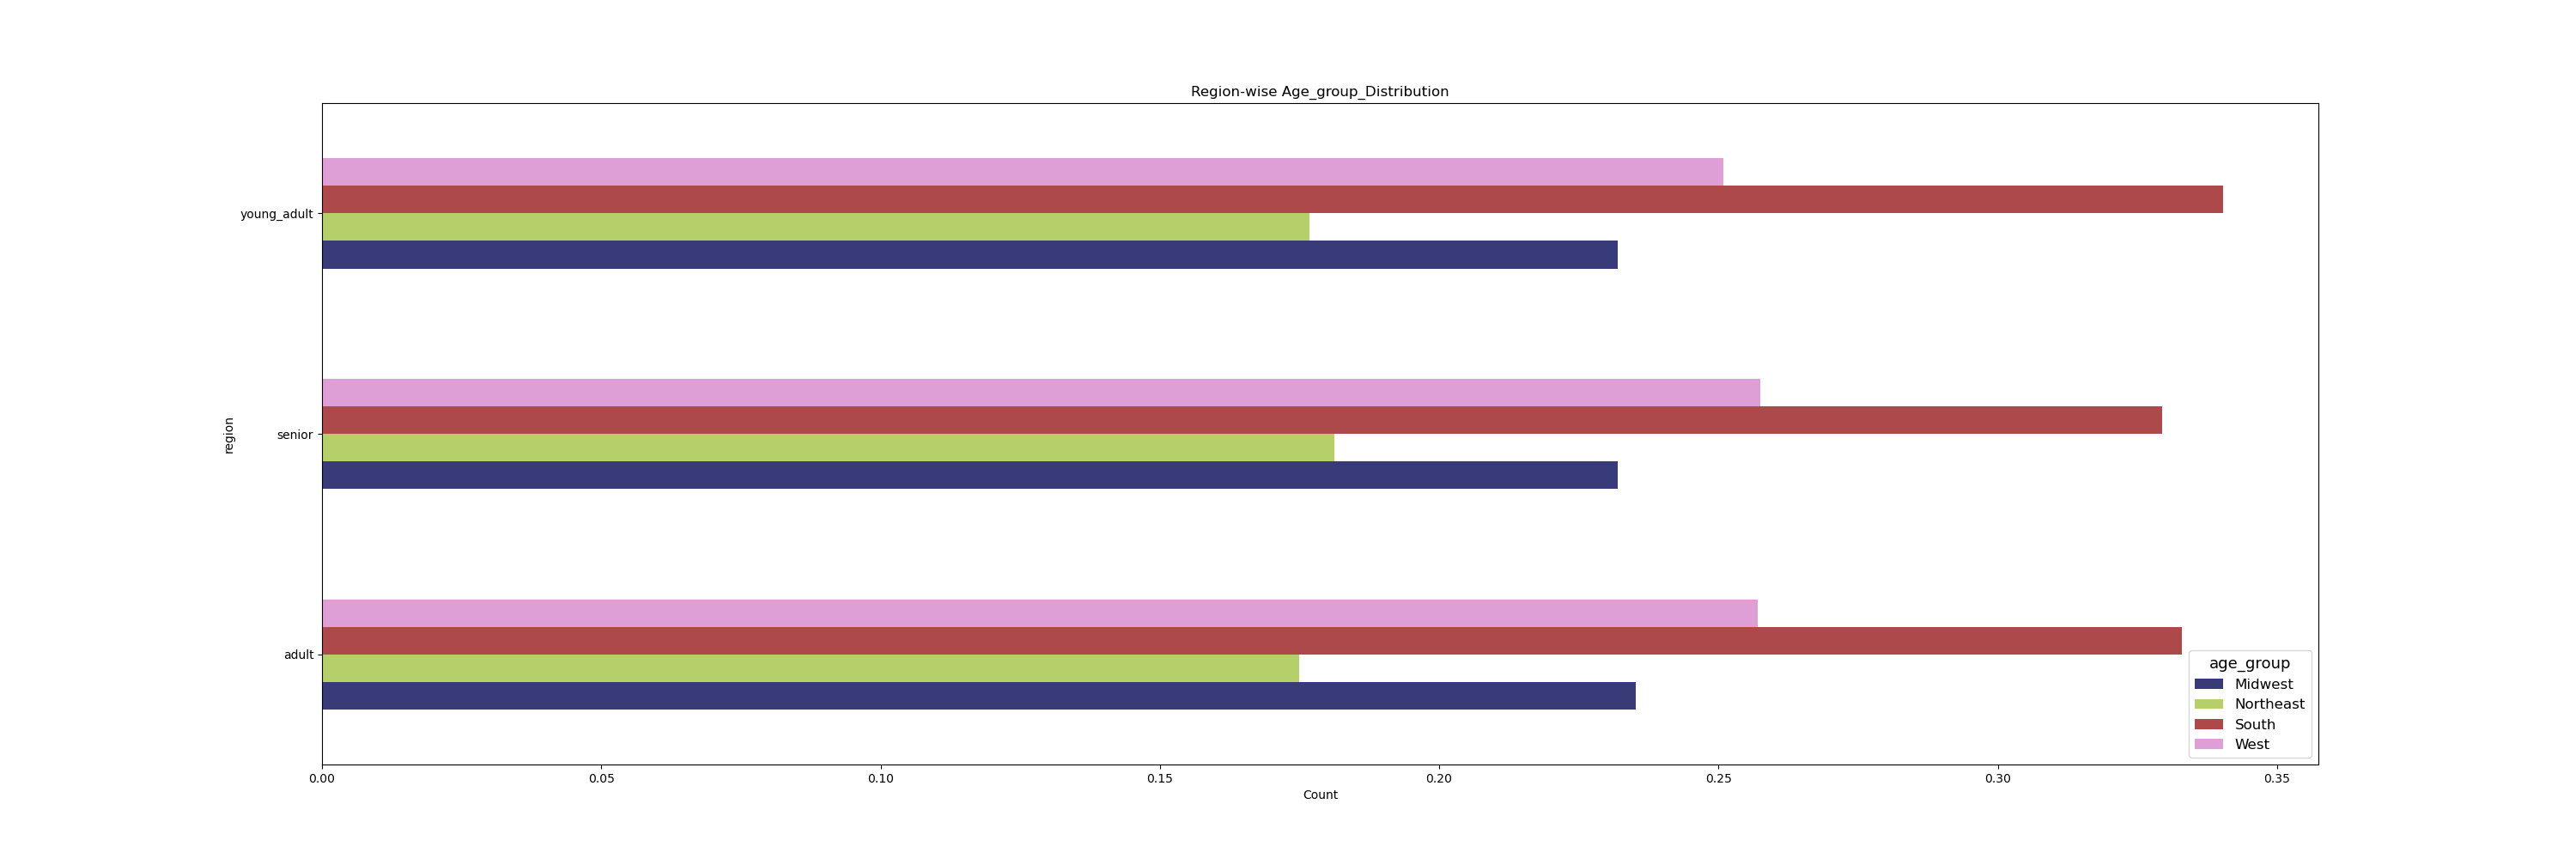 Region-wise Age_group_Distribution
young_adult
senior
adult
region
age_group
Midwest
Northeast
South
West
0.00 0.05 0.10 0.15 0.20 0.25 0.30 0.35
Count